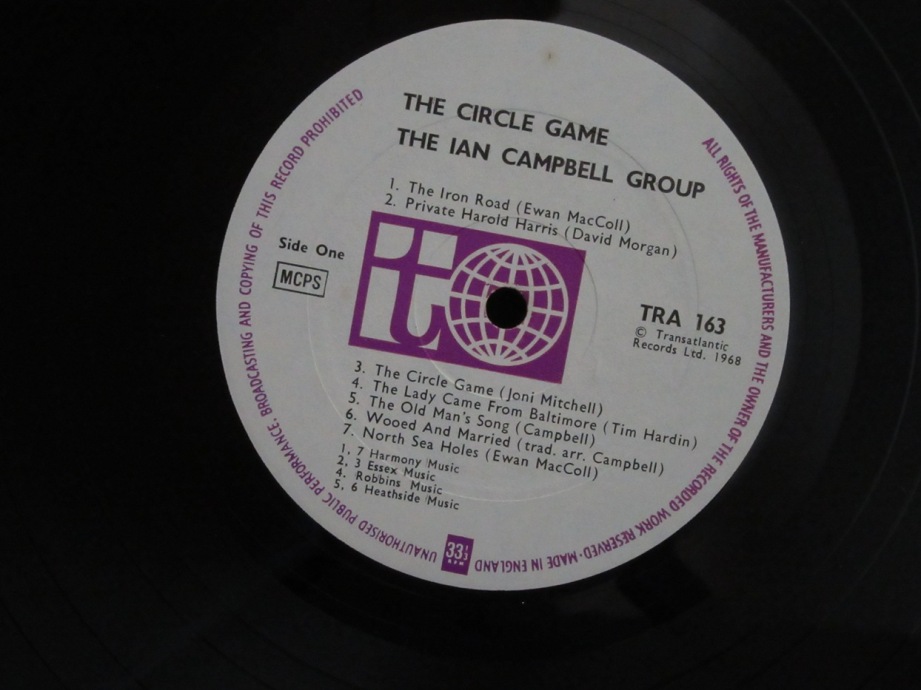 THE CIRCLE GAME
THE IAN CAMPBELL GROUP
1. The Iron Road (Ewan MacColl)
2. Private Harold Harris (David Morgan)
Side One
MCPS
it
TRA 163
© Transatlantic
Records Ltd. 1968
3. The Circle Game (Joni Mitchell)
4. The Lady Came From Baltimore (Tim Hardin)
5. The Old Man's Song (Campbell)
6. Wooed And Married (trad. arr. Campbell)
7. North Sea Holes (Ewan MacColl)
1, 7 Harmony Music
2, 3 Essex Music
4. Robbins Music
5, 6 Heathside Music
33⅓
RPM
ALL RIGHTS OF THE MANUFACTURERS AND THE OWNER OF THE RECORDED WORK RESERVED · MADE IN ENGLAND
UNAUTHORISED PUBLIC PERFORMANCE, BROADCASTING AND COPYING OF THIS RECORD PROHIBITED